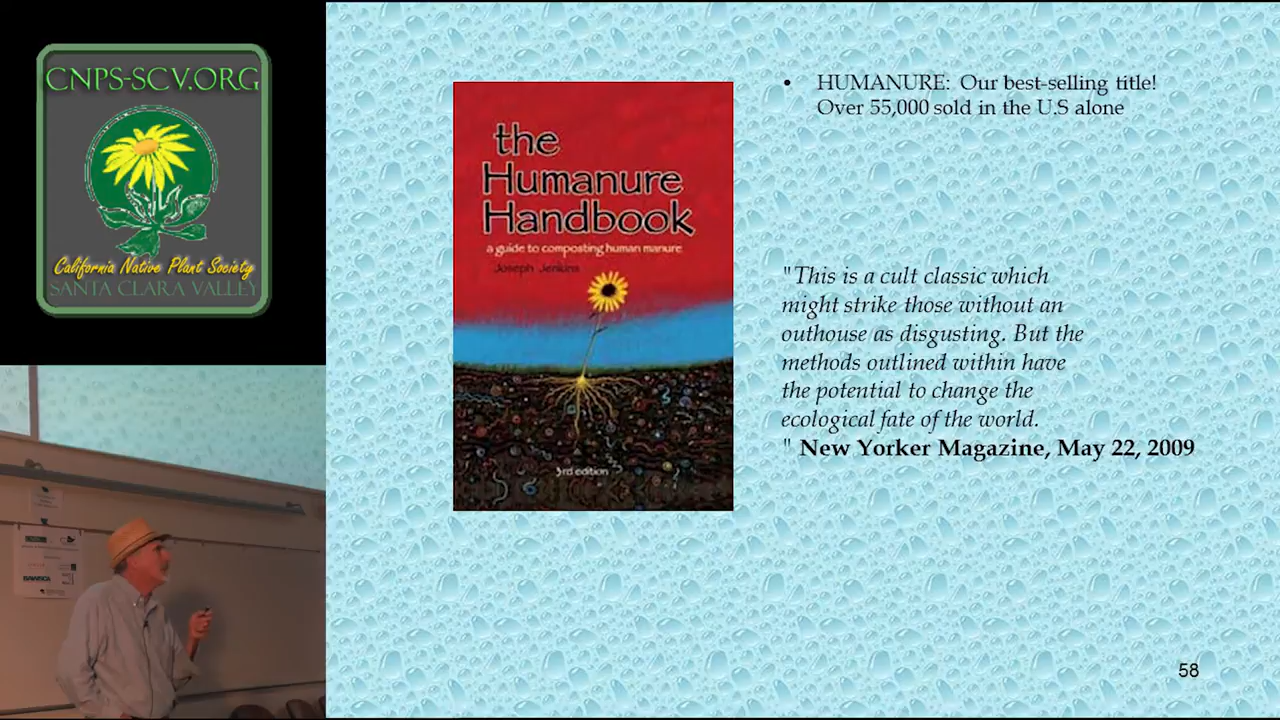 CNPS-SCV.ORG
California Native Plant Society
SANTA CLARA VALLEY
the
Humanure
Handbook
a guide to composting human manure
Joseph Jenkins
3rd edition
• HUMANURE: Our best-selling title!
Over 55,000 sold in the U.S alone
"This is a cult classic which
might strike those without an
outhouse as disgusting. But the
methods outlined within have
the potential to change the
ecological fate of the world.
" New Yorker Magazine, May 22, 2009
58
BAWSCA